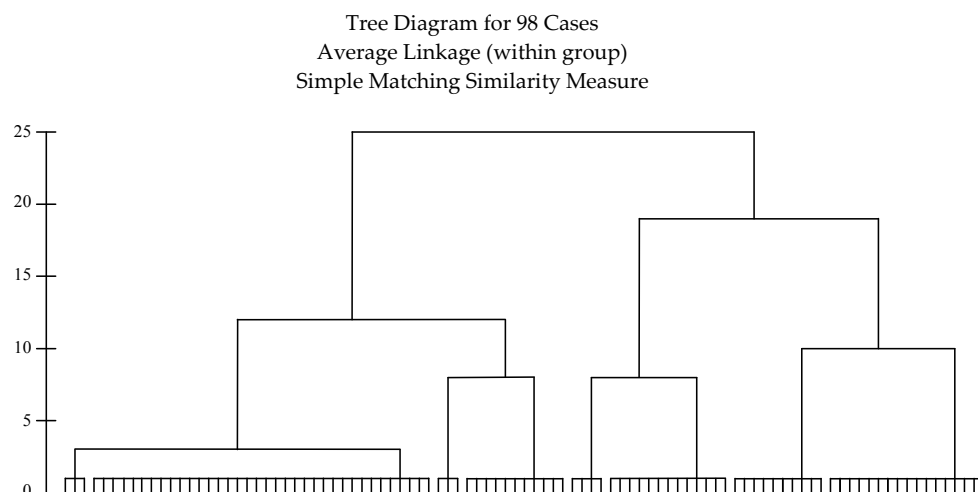 Tree Diagram for 98 Cases
Average Linkage (within group)
Simple Matching Similarity Measure
25
20
15
10
5
0